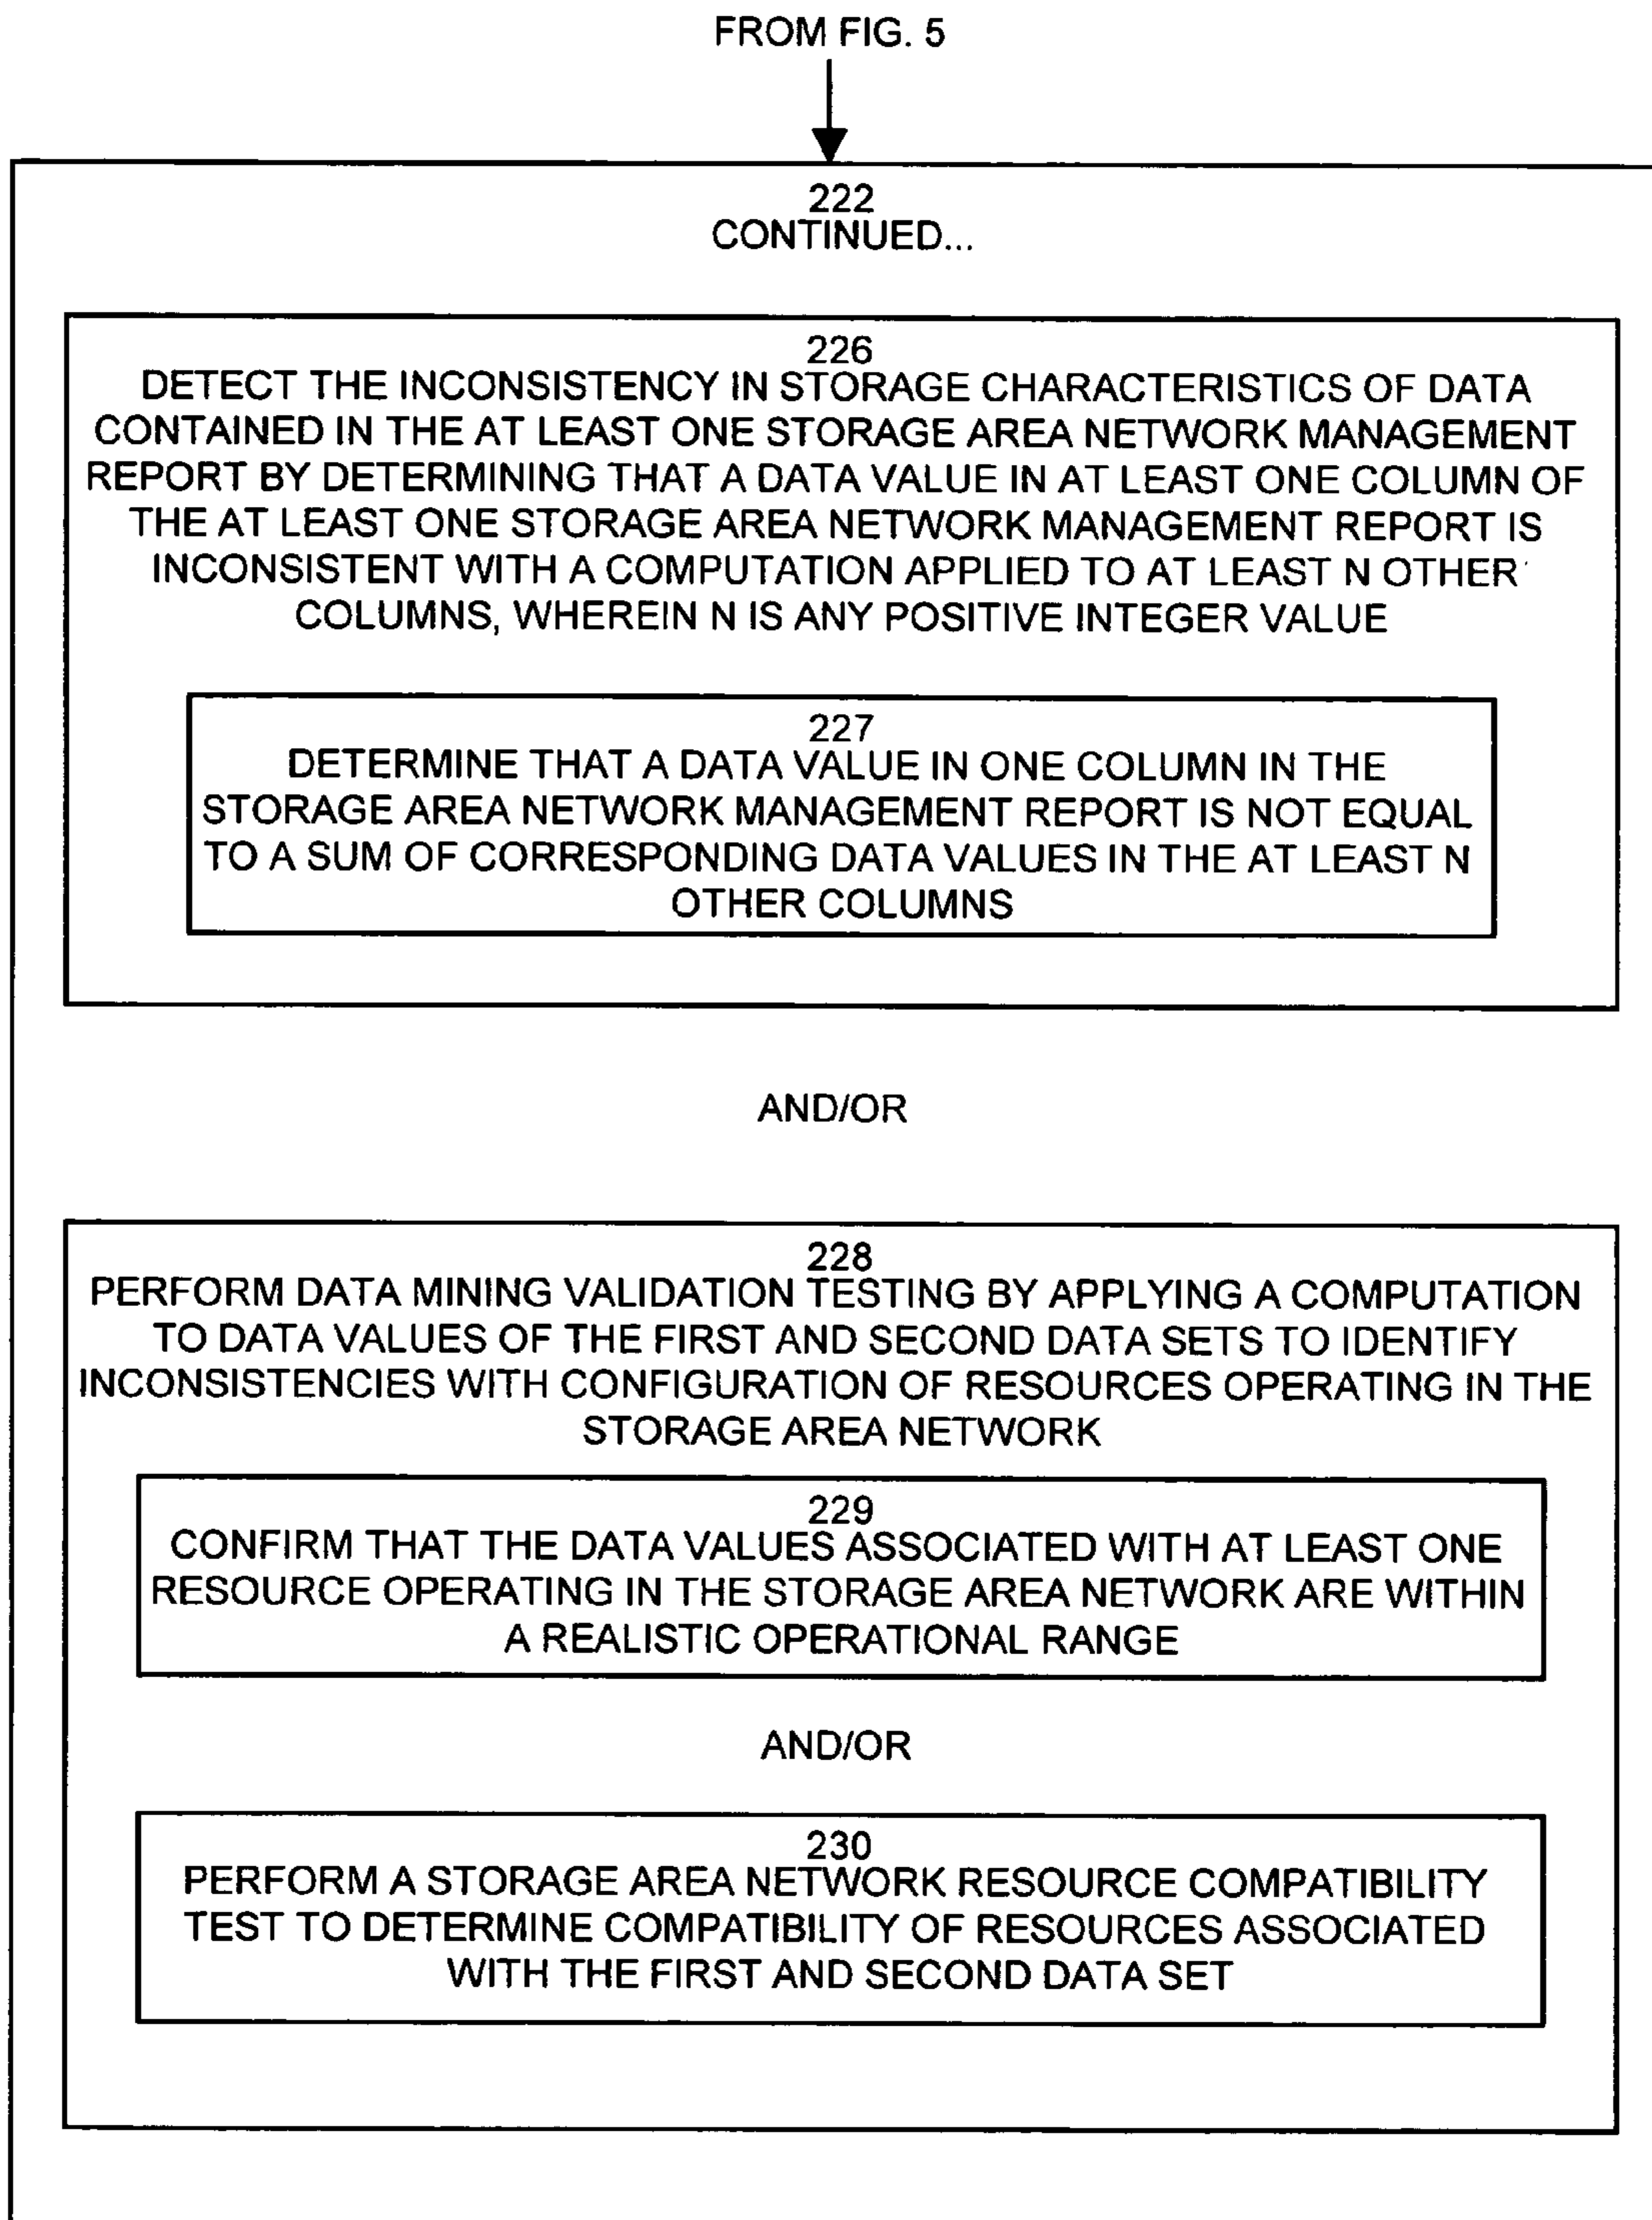 FROM FIG. 5
222
CONTINUED...
226
DETECT THE INCONSISTENCY IN STORAGE CHARACTERISTICS OF DATA
CONTAINED IN THE AT LEAST ONE STORAGE AREA NETWORK MANAGEMENT
REPORT BY DETERMINING THAT A DATA VALUE IN AT LEAST ONE COLUMN OF
THE AT LEAST ONE STORAGE AREA NETWORK MANAGEMENT REPORT IS
INCONSISTENT WITH A COMPUTATION APPLIED TO AT LEAST N OTHER
COLUMNS, WHEREIN N IS ANY POSITIVE INTEGER VALUE
227
DETERMINE THAT A DATA VALUE IN ONE COLUMN IN THE
STORAGE AREA NETWORK MANAGEMENT REPORT IS NOT EQUAL
TO A SUM OF CORRESPONDING DATA VALUES IN THE AT LEAST N
OTHER COLUMNS
AND/OR
228
PERFORM DATA MINING VALIDATION TESTING BY APPLYING A COMPUTATION
TO DATA VALUES OF THE FIRST AND SECOND DATA SETS TO IDENTIFY
INCONSISTENCIES WITH CONFIGURATION OF RESOURCES OPERATING IN THE
STORAGE AREA NETWORK
229
CONFIRM THAT THE DATA VALUES ASSOCIATED WITH AT LEAST ONE
RESOURCE OPERATING IN THE STORAGE AREA NETWORK ARE WITHIN
A REALISTIC OPERATIONAL RANGE
AND/OR
230
PERFORM A STORAGE AREA NETWORK RESOURCE COMPATIBILITY
TEST TO DETERMINE COMPATIBILITY OF RESOURCES ASSOCIATED
WITH THE FIRST AND SECOND DATA SET